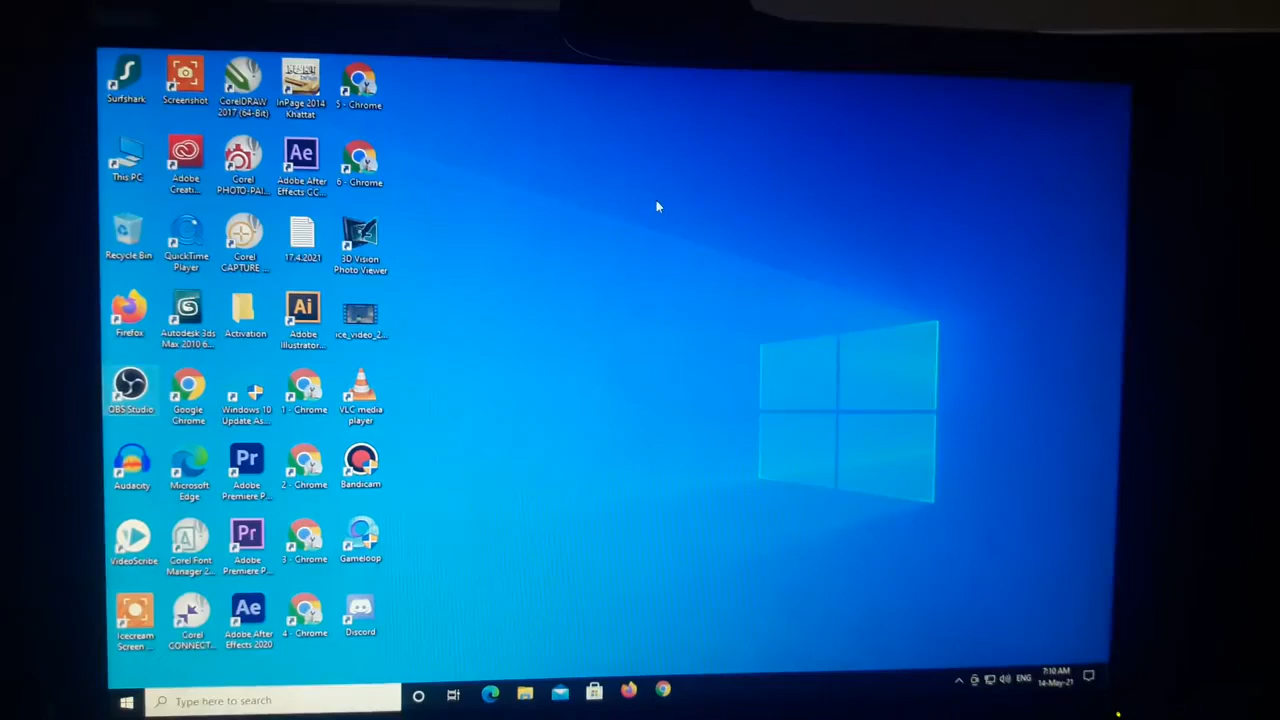 Surfshark
Screenshot
CorelDRAW
2017 (64-Bit)
InPage 2014
Khattat
5 - Chrome
This PC
Adobe
Creati...
Corel
PHOTO-PAI...
Ae
Adobe After
Effects CC...
6 - Chrome
Recycle Bin
QuickTime
Player
Corel
CAPTURE ...
17.4.2021
3D Vision
Photo Viewer
Firefox
Autodesk 3ds
Max 2010 6...
Activation
Ai
Adobe
Illustrator...
ice_video_2...
OBS Studio
Google
Chrome
Windows 10
Update As...
1 - Chrome
VLC media
player
Audacity
Microsoft
Edge
Pr
Adobe
Premiere P...
2 - Chrome
Bandicam
VideoScribe
Corel Font
Manager 2...
Pr
Adobe
Premiere P...
3 - Chrome
Gameloop
Icecream
Screen ...
Corel
CONNECT...
Ae
Adobe After
Effects 2020
4 - Chrome
Discord
Type here to search
ENG
7:10 AM
14-May-21